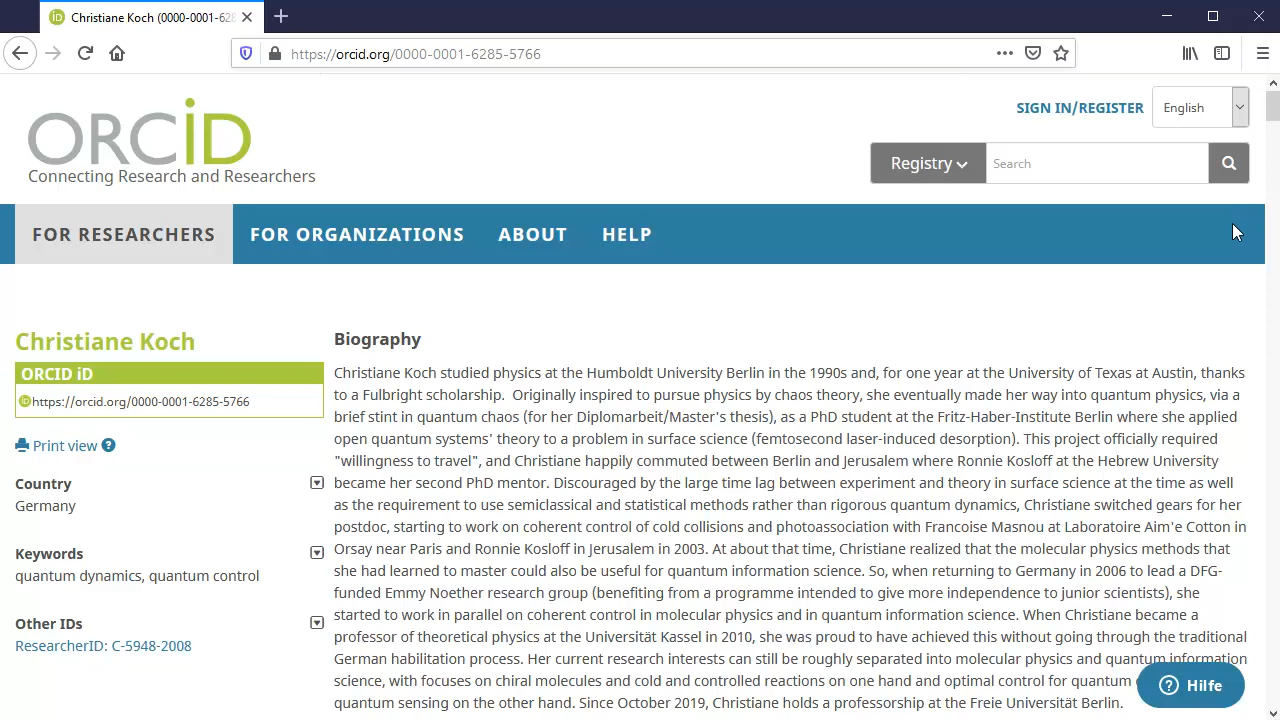 Christiane Koch (0000-0001-628
https://orcid.org/0000-0001-6285-5766
ORCiD
Connecting Research and Researchers
SIGN IN/REGISTER
English
Registry
Search
FOR RESEARCHERS
FOR ORGANIZATIONS
ABOUT
HELP
Christiane Koch
ORCID iD
https://orcid.org/0000-0001-6285-5766
Print view
Country
Germany
Keywords
quantum dynamics, quantum control
Other IDs
ResearcherID: C-5948-2008
Biography
Christiane Koch studied physics at the Humboldt University Berlin in the 1990s and, for one year at the University of Texas at Austin, thanks
to a Fulbright scholarship.  Originally inspired to pursue physics by chaos theory, she eventually made her way into quantum physics, via a
brief stint in quantum chaos (for her Diplomarbeit/Master's thesis), as a PhD student at the Fritz-Haber-Institute Berlin where she applied
open quantum systems' theory to a problem in surface science (femtosecond laser-induced desorption). This project officially required
"willingness to travel", and Christiane happily commuted between Berlin and Jerusalem where Ronnie Kosloff at the Hebrew University
became her second PhD mentor. Discouraged by the large time lag between experiment and theory in surface science at the time as well
as the requirement to use semiclassical and statistical methods rather than rigorous quantum dynamics, Christiane switched gears for her
postdoc, starting to work on coherent control of cold collisions and photoassociation with Francoise Masnou at Laboratoire Aim'e Cotton in
Orsay near Paris and Ronnie Kosloff in Jerusalem in 2003. At about that time, Christiane realized that the molecular physics methods that
she had learned to master could also be useful for quantum information science. So, when returning to Germany in 2006 to lead a DFG-
funded Emmy Noether research group (benefiting from a programme intended to give more independence to junior scientists), she
started to work in parallel on coherent control in molecular physics and in quantum information science. When Christiane became a
professor of theoretical physics at the Universität Kassel in 2010, she was proud to have achieved this without going through the traditional
German habilitation process. Her current research interests can still be roughly separated into molecular physics and quantum information
science, with focuses on chiral molecules and cold and controlled reactions on one hand and optimal control for quantum
quantum sensing on the other hand. Since October 2019, Christiane holds a professorship at the Freie Universität Berlin.
Hilfe